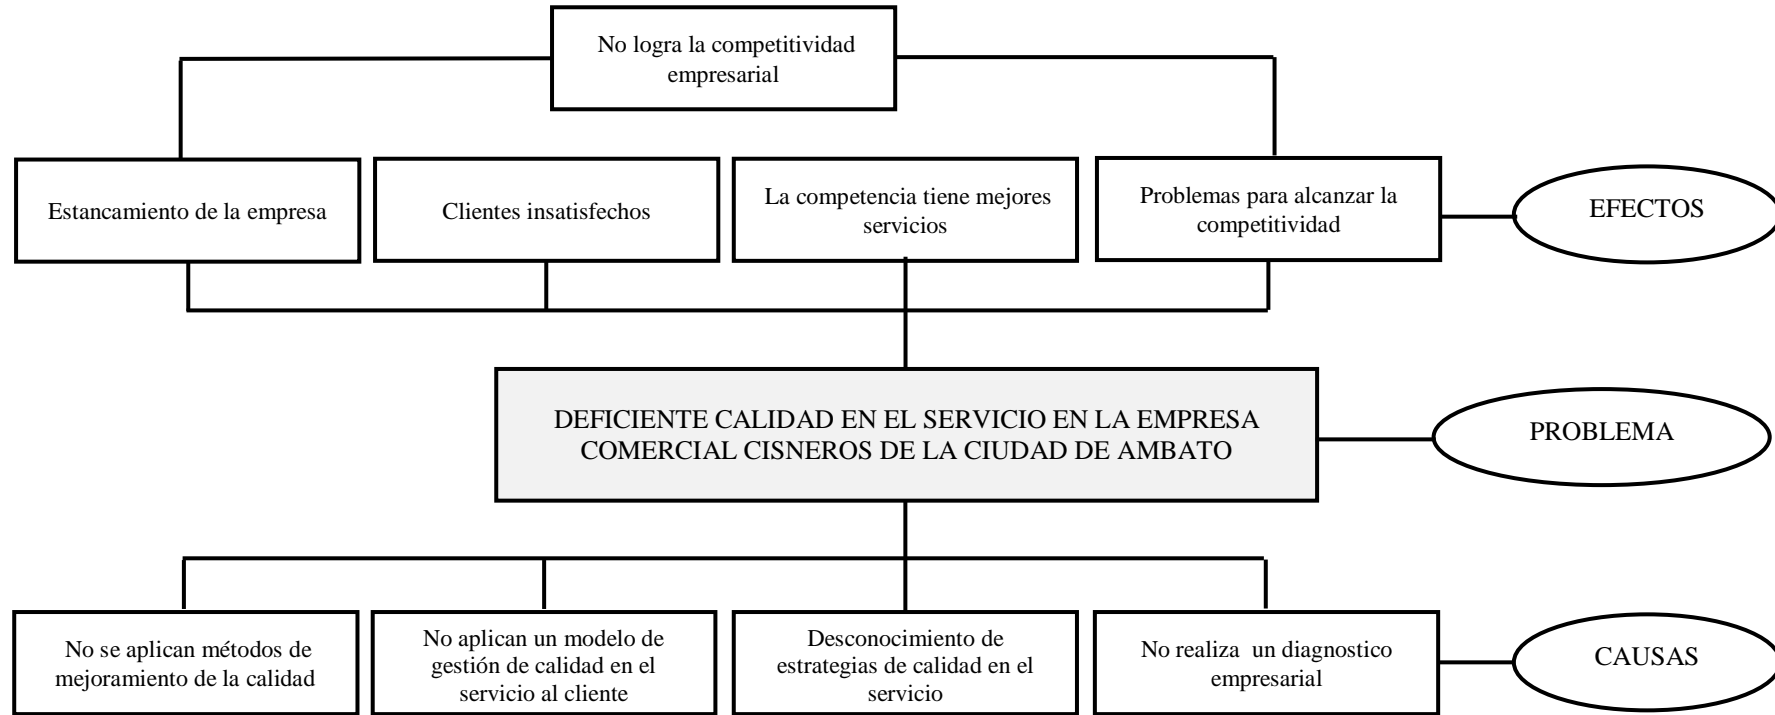 No logra la competitividad
empresarial
Estancamiento de la empresa
Clientes insatisfechos
La competencia tiene mejores
servicios
Problemas para alcanzar la
competitividad
EFECTOS
DEFICIENTE CALIDAD EN EL SERVICIO EN LA EMPRESA
COMERCIAL CISNEROS DE LA CIUDAD DE AMBATO
PROBLEMA
No se aplican métodos de
mejoramiento de la calidad
No aplican un modelo de
gestión de calidad en el
servicio al cliente
Desconocimiento de
estrategias de calidad en el
servicio
No realiza  un diagnostico
empresarial
CAUSAS